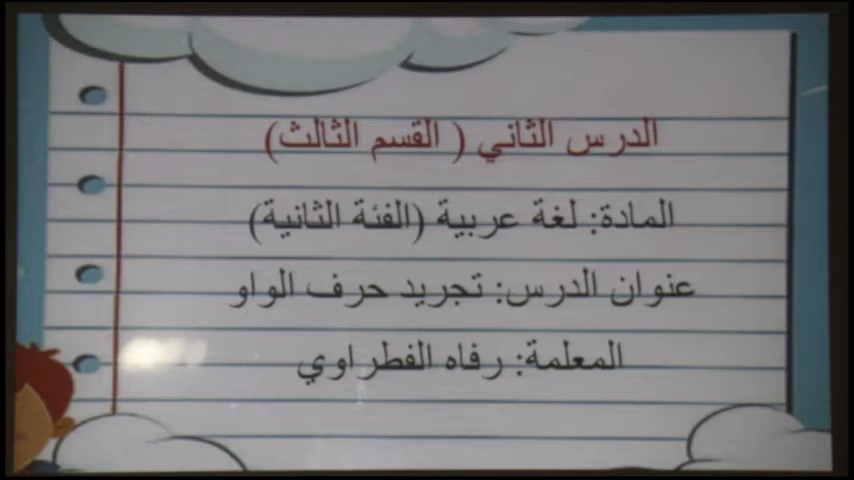 الدرس الثاني ( القسم الثالث)
المادة: لغة عربية (الفئة الثانية)
عنوان الدرس: تجريد حرف الواو
المعلمة: رفاه الفطراوي